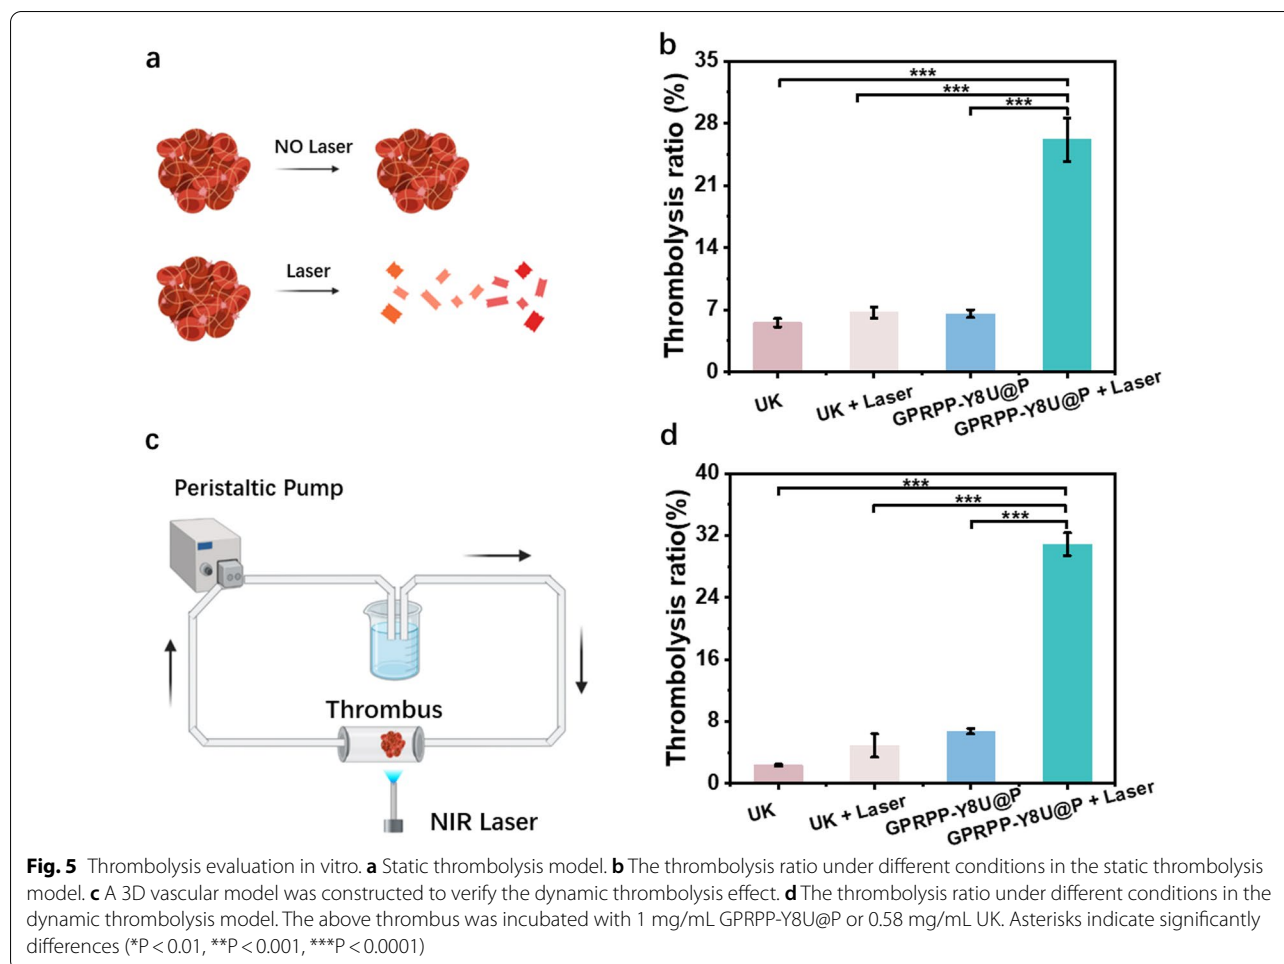 a
NO Laser
Laser
b
Thrombolysis ratio (%)
35
28
21
14
7
0
***
***
***
UK
UK + Laser
GPRPP-Y8U@P
GPRPP-Y8U@P + Laser
c
Peristaltic Pump
Thrombus
NIR Laser
d
Thrombolysis ratio(%)
40
32
24
16
8
0
***
***
***
UK
UK + Laser
GPRPP-Y8U@P
GPRPP-Y8U@P + Laser
Fig. 5 Thrombolysis evaluation in vitro. a Static thrombolysis model. b The thrombolysis ratio under different conditions in the static thrombolysis
model. c A 3D vascular model was constructed to verify the dynamic thrombolysis effect. d The thrombolysis ratio under different conditions in the
dynamic thrombolysis model. The above thrombus was incubated with 1 mg/mL GPRPP-Y8U@P or 0.58 mg/mL UK. Asterisks indicate significantly
differences (*P < 0.01, **P < 0.001, ***P < 0.0001)